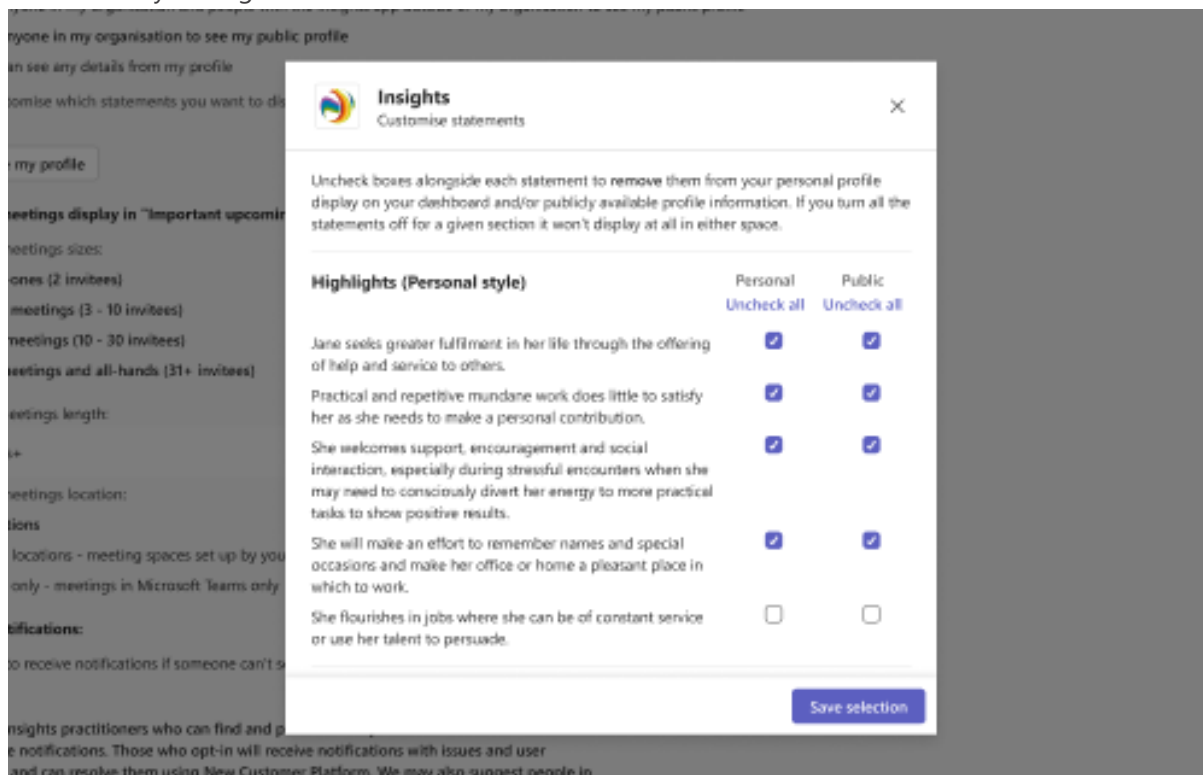 anyone in my organisation to see my public profile
an see any details from my profile
tomise which statements you want to dis
my profile
meetings display in "Important upcomin
meetings sizes:
-ones (2 invitees)
meetings (3 - 10 invitees)
meetings (10 - 30 invitees)
meetings and all-hands (31+ invitees)
eetings length:
s+
meetings location:
tions
locations - meeting spaces set up by you
only - meetings in Microsoft Teams only
tifications:
to receive notifications if someone can't s
nsights practitioners who can find and p
e notifications. Those who opt-in will receive notifications with issues and user
and can resolve them using New Customer Platform. We may also suggest people in
Insights
Customise statements
Uncheck boxes alongside each statement to remove them from your personal profile
display on your dashboard and/or publicly available profile information. If you turn all the
statements off for a given section it won't display at all in either space.
Highlights (Personal style) Personal Public
Uncheck all Uncheck all
Jane seeks greater fulfilment in her life through the offering
of help and service to others.
Practical and repetitive mundane work does little to satisfy
her as she needs to make a personal contribution.
She welcomes support, encouragement and social
interaction, especially during stressful encounters when she
may need to consciously divert her energy to more practical
tasks to show positive results.
She will make an effort to remember names and special
occasions and make her office or home a pleasant place in
which to work.
She flourishes in jobs where she can be of constant service
or use her talent to persuade.
Save selection